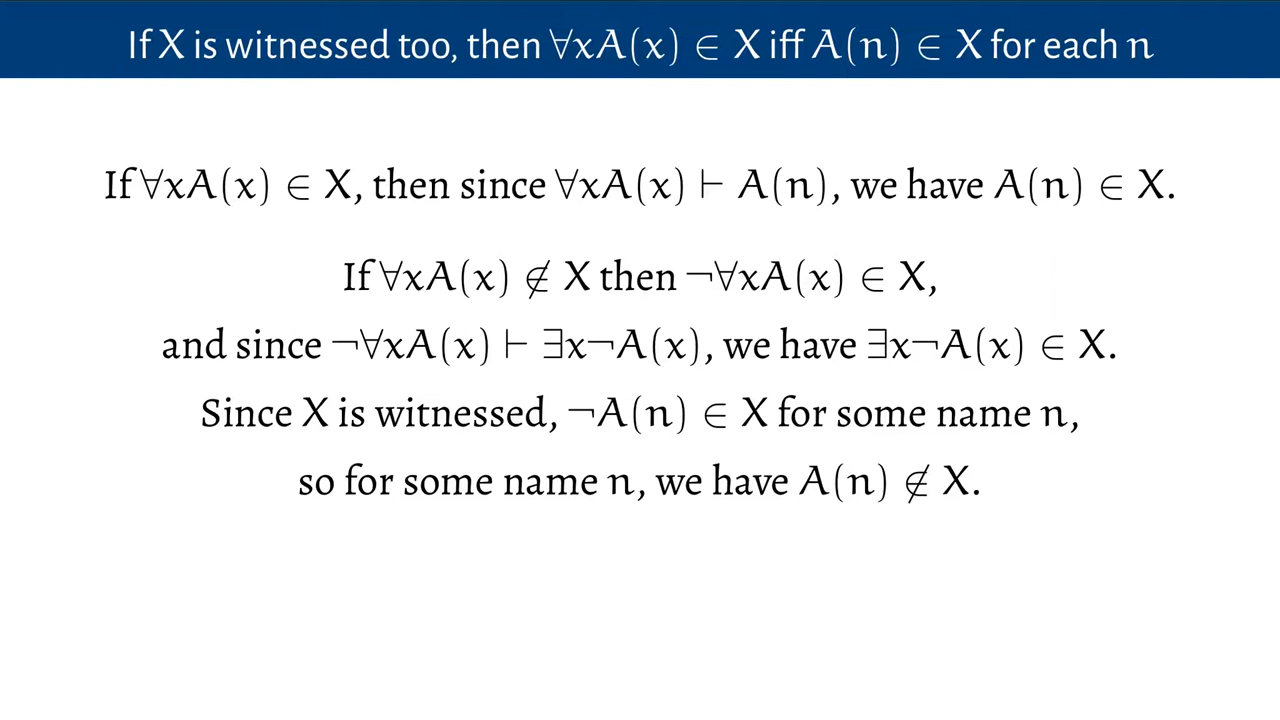 If X is witnessed too, then ∀xA(x) ∈ X iff A(n) ∈ X for each n
If ∀xA(x) ∈ X, then since ∀xA(x) ⊢ A(n), we have A(n) ∈ X.
If ∀xA(x) ∉ X then ¬∀xA(x) ∈ X,
and since ¬∀xA(x) ⊢ ∃x¬A(x), we have ∃x¬A(x) ∈ X.
Since X is witnessed, ¬A(n) ∈ X for some name n,
so for some name n, we have A(n) ∉ X.